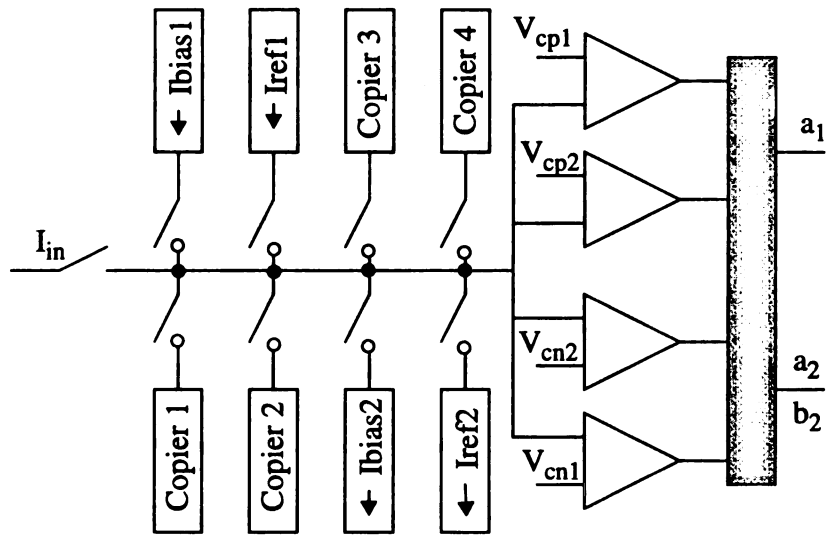 Ibias1
Iref1
Copier 3
Copier 4
Vcp1
a1
Vcp2
Iin
Vcn2
a2
b2
Copier 1
Copier 2
Ibias2
Iref2
Vcn1